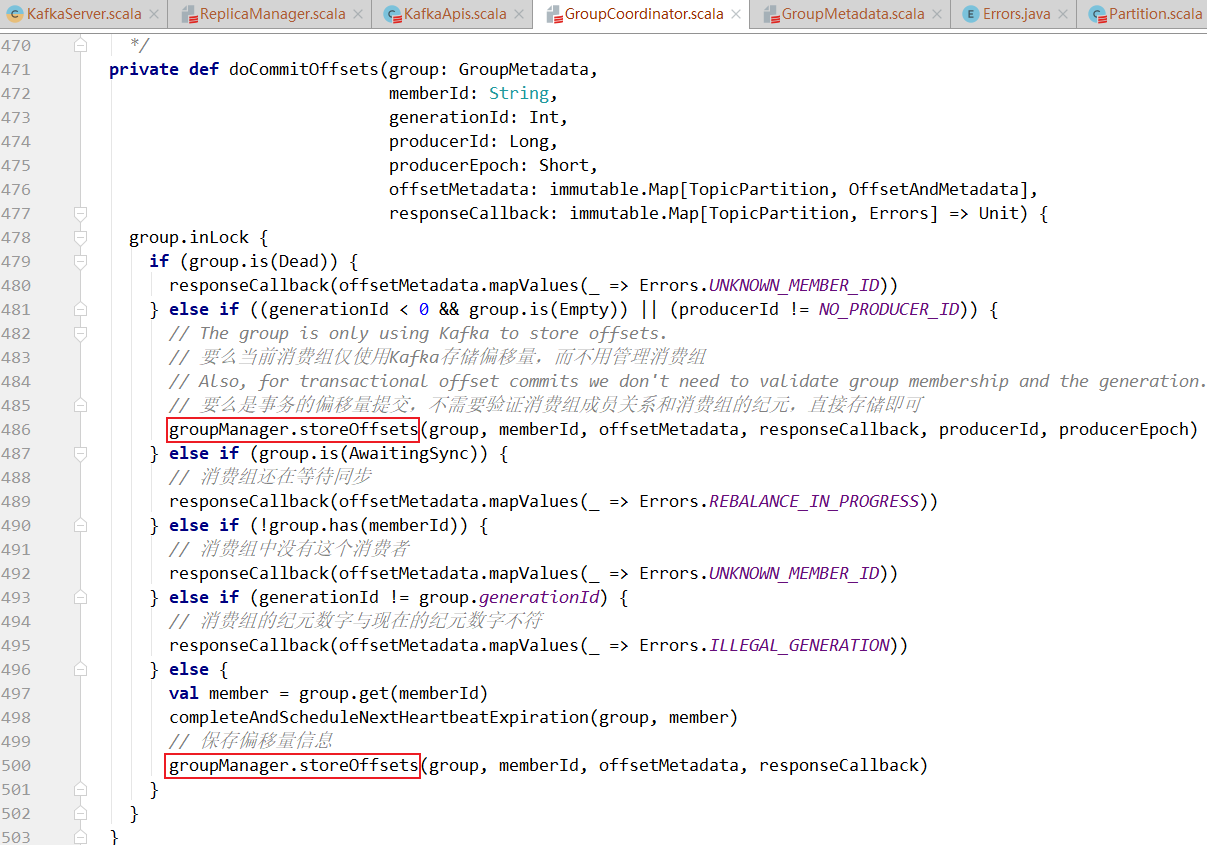 KafkaServer.scala ReplicaManager.scala KafkaApis.scala GroupCoordinator.scala GroupMetadata.scala Errors.java Partition.scala
470 */
471 private def doCommitOffsets(group: GroupMetadata,
472 memberId: String,
473 generationId: Int,
474 producerId: Long,
475 producerEpoch: Short,
476 offsetMetadata: immutable.Map[TopicPartition, OffsetAndMetadata],
477 responseCallback: immutable.Map[TopicPartition, Errors] => Unit) {
478 group.inLock {
479 if (group.is(Dead)) {
480 responseCallback(offsetMetadata.mapValues(_ => Errors.UNKNOWN_MEMBER_ID))
481 } else if ((generationId < 0 && group.is(Empty)) || (producerId != NO_PRODUCER_ID)) {
482 // The group is only using Kafka to store offsets.
483 // 要么当前消费组仅使用Kafka存储偏移量，而不用管理消费组
484 // Also, for transactional offset commits we don't need to validate group membership and the generation.
485 // 要么是事务的偏移量提交，不需要验证消费组成员关系和消费组的纪元，直接存储即可
486 groupManager.storeOffsets(group, memberId, offsetMetadata, responseCallback, producerId, producerEpoch)
487 } else if (group.is(AwaitingSync)) {
488 // 消费组还在等待同步
489 responseCallback(offsetMetadata.mapValues(_ => Errors.REBALANCE_IN_PROGRESS))
490 } else if (!group.has(memberId)) {
491 // 消费组中没有这个消费者
492 responseCallback(offsetMetadata.mapValues(_ => Errors.UNKNOWN_MEMBER_ID))
493 } else if (generationId != group.generationId) {
494 // 消费组的纪元数字与现在的纪元数字不符
495 responseCallback(offsetMetadata.mapValues(_ => Errors.ILLEGAL_GENERATION))
496 } else {
497 val member = group.get(memberId)
498 completeAndScheduleNextHeartbeatExpiration(group, member)
499 // 保存偏移量信息
500 groupManager.storeOffsets(group, memberId, offsetMetadata, responseCallback)
501 }
502 }
503 }